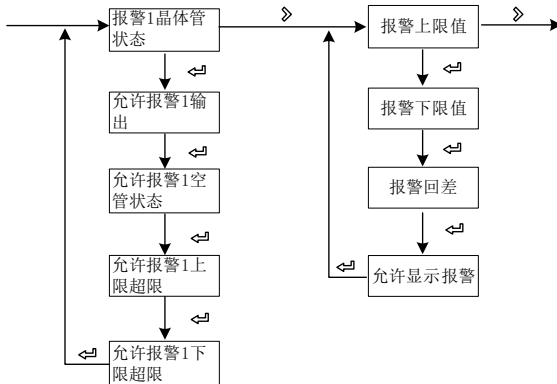 报警1晶体管
状态
允许报警1输
出
允许报警1空
管状态
允许报警1上
限超限
允许报警1下
限超限
报警上限值
报警下限值
报警回差
允许显示报警